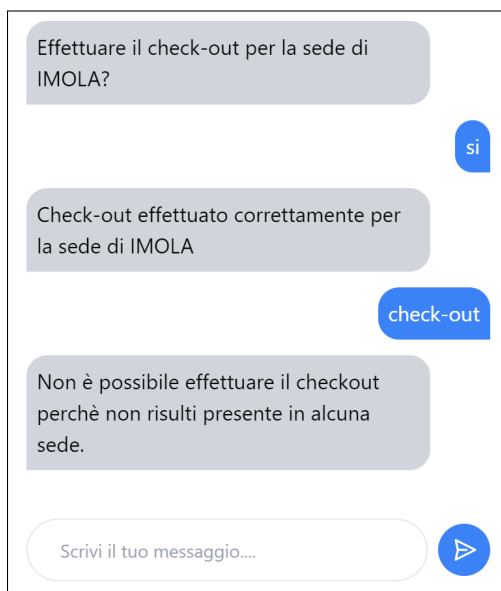 Effettuare il check-out per la sede di
IMOLA?
si
Check-out effettuato correttamente per
la sede di IMOLA
check-out
Non è possibile effettuare il checkout
perchè non risulti presente in alcuna
sede.
Scrivi il tuo messaggio....